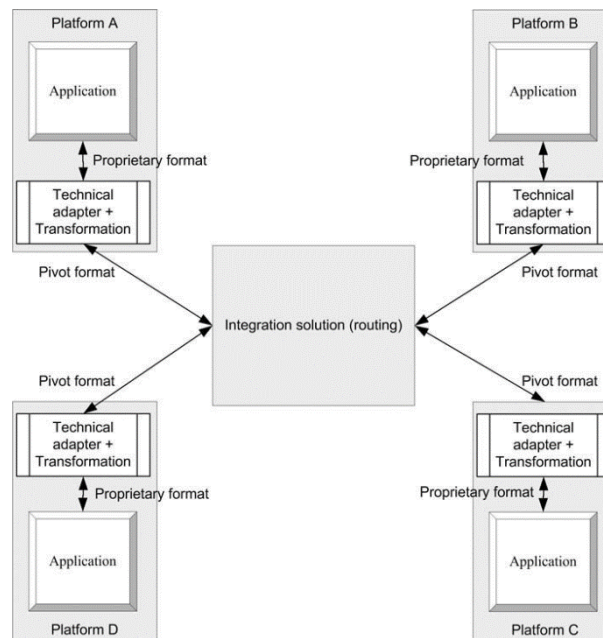 Platform A
Application
Proprietary format
Technical
adapter +
Transformation
Pivot format
Platform B
Application
Proprietary format
Technical
adapter +
Transformation
Pivot format
Integration solution (routing)
Pivot format
Technical
adapter +
Transformation
Proprietary format
Application
Platform D
Pivot format
Technical
adapter +
Transformation
Proprietary format
Application
Platform C